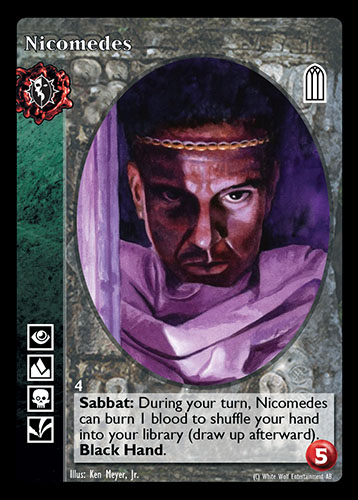 Nicomedes
4
Sabbat: During your turn, Nicomedes
can burn 1 blood to shuffle your hand
into your library (draw up afterward).
Black Hand.
5
Illus: Ken Meyer, Jr.
(C) White Wolf Entertainment AB